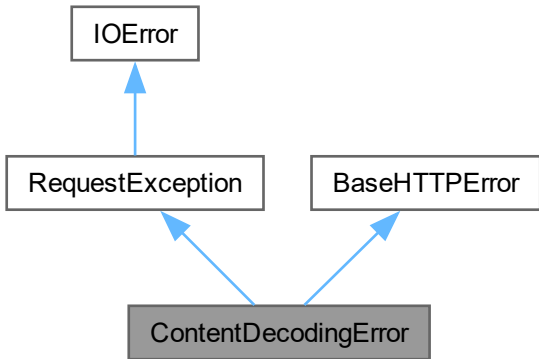 IOError
RequestException
BaseHTTPError
ContentDecodingError